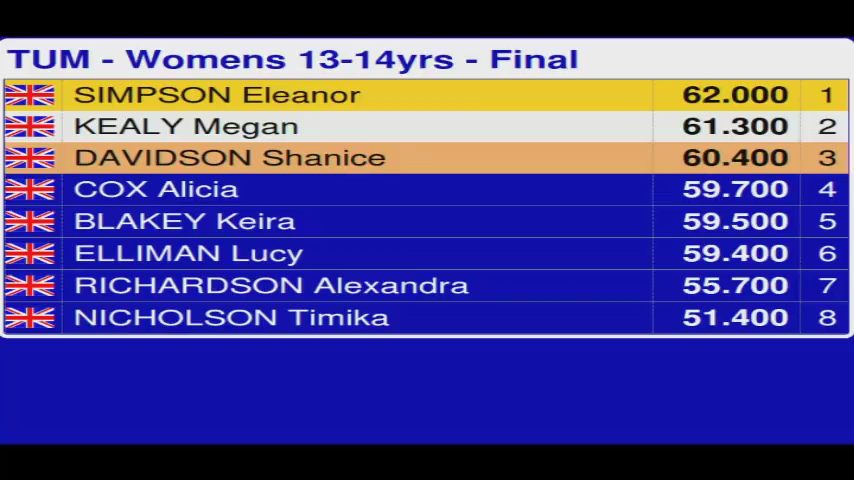 TUM - Womens 13-14yrs - Final
SIMPSON Eleanor 62.000 1
KEALY Megan 61.300 2
DAVIDSON Shanice 60.400 3
COX Alicia 59.700 4
BLAKEY Keira 59.500 5
ELLIMAN Lucy 59.400 6
RICHARDSON Alexandra 55.700 7
NICHOLSON Timika 51.400 8